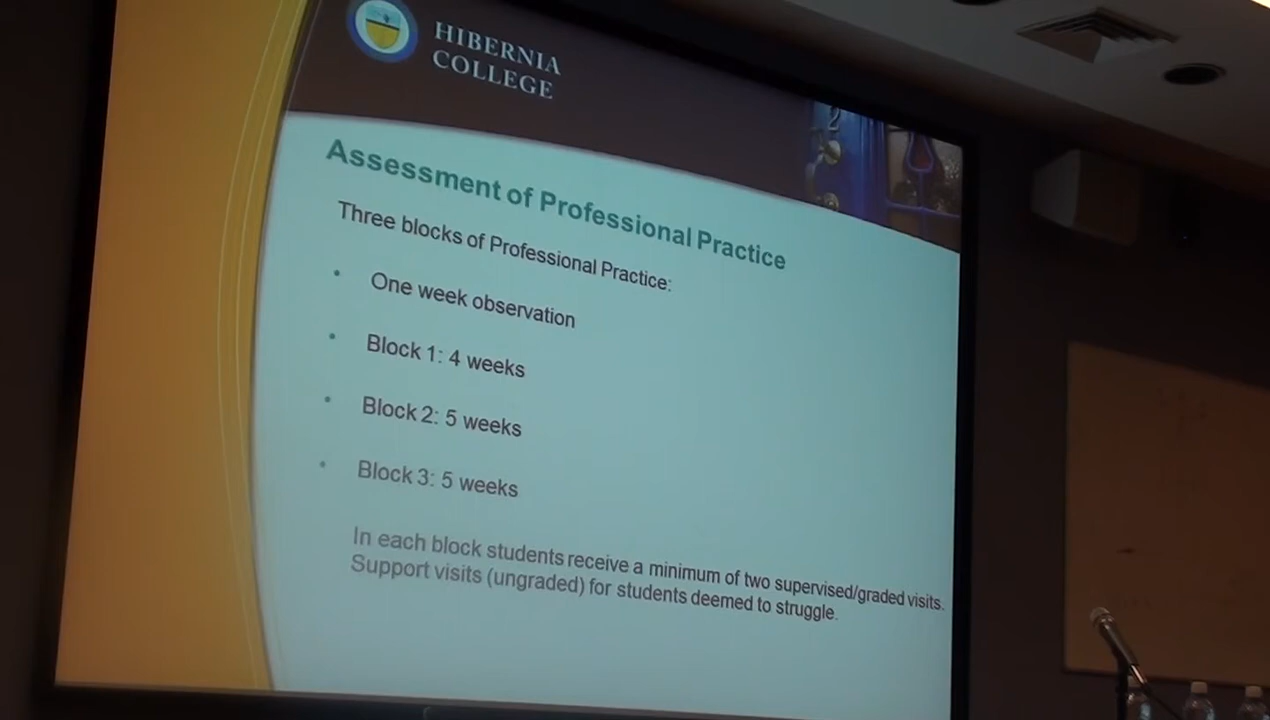 HIBERNIA
COLLEGE
Assessment of Professional Practice
Three blocks of Professional Practice:
• One week observation
• Block 1: 4 weeks
• Block 2: 5 weeks
• Block 3: 5 weeks
In each block students receive a minimum of two supervised/graded visits.
Support visits (ungraded) for students deemed to struggle.